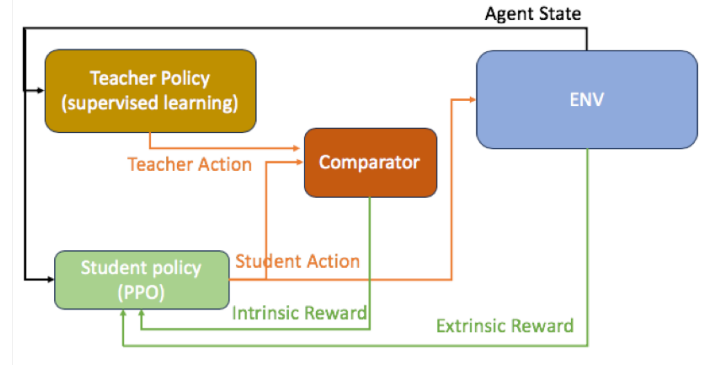 Agent State
Teacher Policy
(supervised learning)
ENV
Teacher Action
Comparator
Student policy
(PPO)
Student Action
Intrinsic Reward
Extrinsic Reward